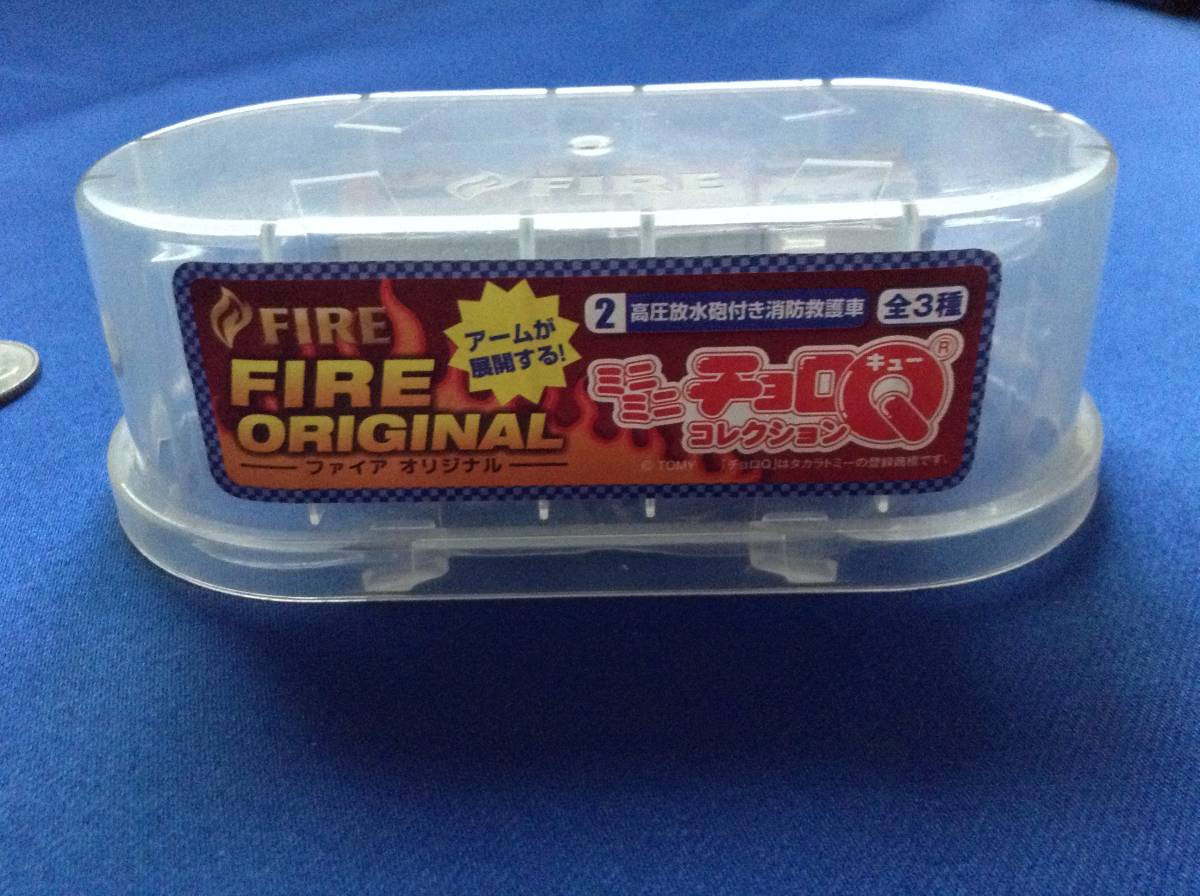 FIRE
FIRE
FIRE
ORIGINAL
ファイア オリジナル
アームが
展開する!
2 高圧放水砲付き消防救護車 全3種
ミニ
ミニ
チョロQ
キュー
®
コレクション
© TOMY 「チョロQ」はタカラトミーの登録商標です。